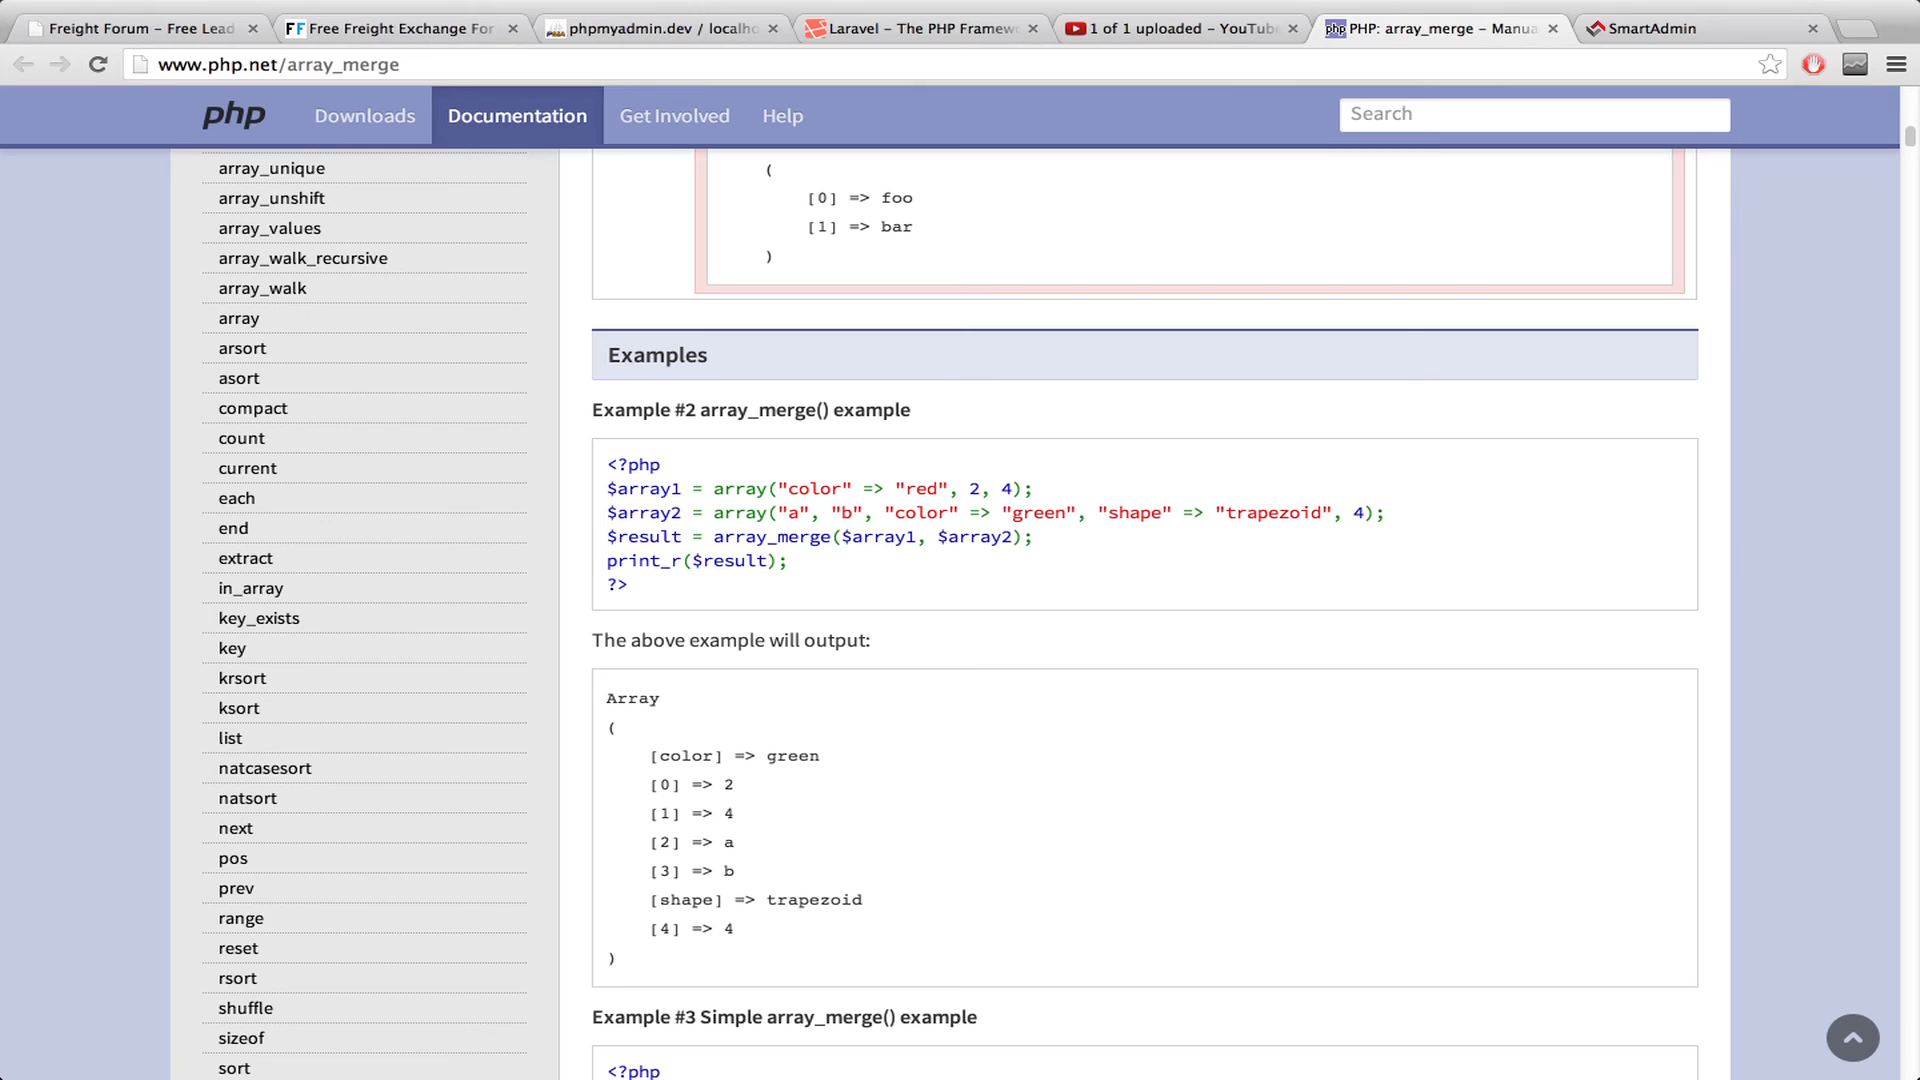 Freight Forum – Free Lead
FF Free Freight Exchange For
phpmyadmin.dev / localho
Laravel – The PHP Framew
1 of 1 uploaded – YouTub
php PHP: array_merge – Manua
SmartAdmin
www.php.net/array_merge
php
Downloads
Documentation
Get Involved
Help
Search
array_unique
array_unshift
array_values
array_walk_recursive
array_walk
array
arsort
asort
compact
count
current
each
end
extract
in_array
key_exists
key
krsort
ksort
list
natcasesort
natsort
next
pos
prev
range
reset
rsort
shuffle
sizeof
sort
(
[0] => foo
[1] => bar
)
Examples
Example #2 array_merge() example
<?php
$array1 = array("color" => "red", 2, 4);
$array2 = array("a", "b", "color" => "green", "shape" => "trapezoid", 4);
$result = array_merge($array1, $array2);
print_r($result);
?>
The above example will output:
Array
(
[color] => green
[0] => 2
[1] => 4
[2] => a
[3] => b
[shape] => trapezoid
[4] => 4
)
Example #3 Simple array_merge() example
<?php